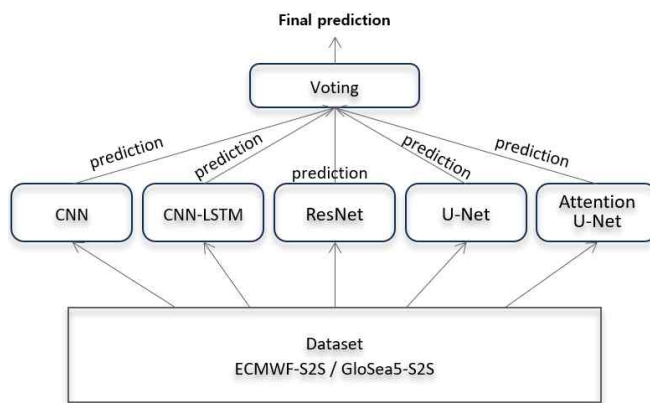 Final prediction
Voting
prediction
prediction
prediction
prediction
prediction
CNN
CNN-LSTM
ResNet
U-Net
Attention
U-Net
Dataset
ECMWF-S2S / GloSea5-S2S